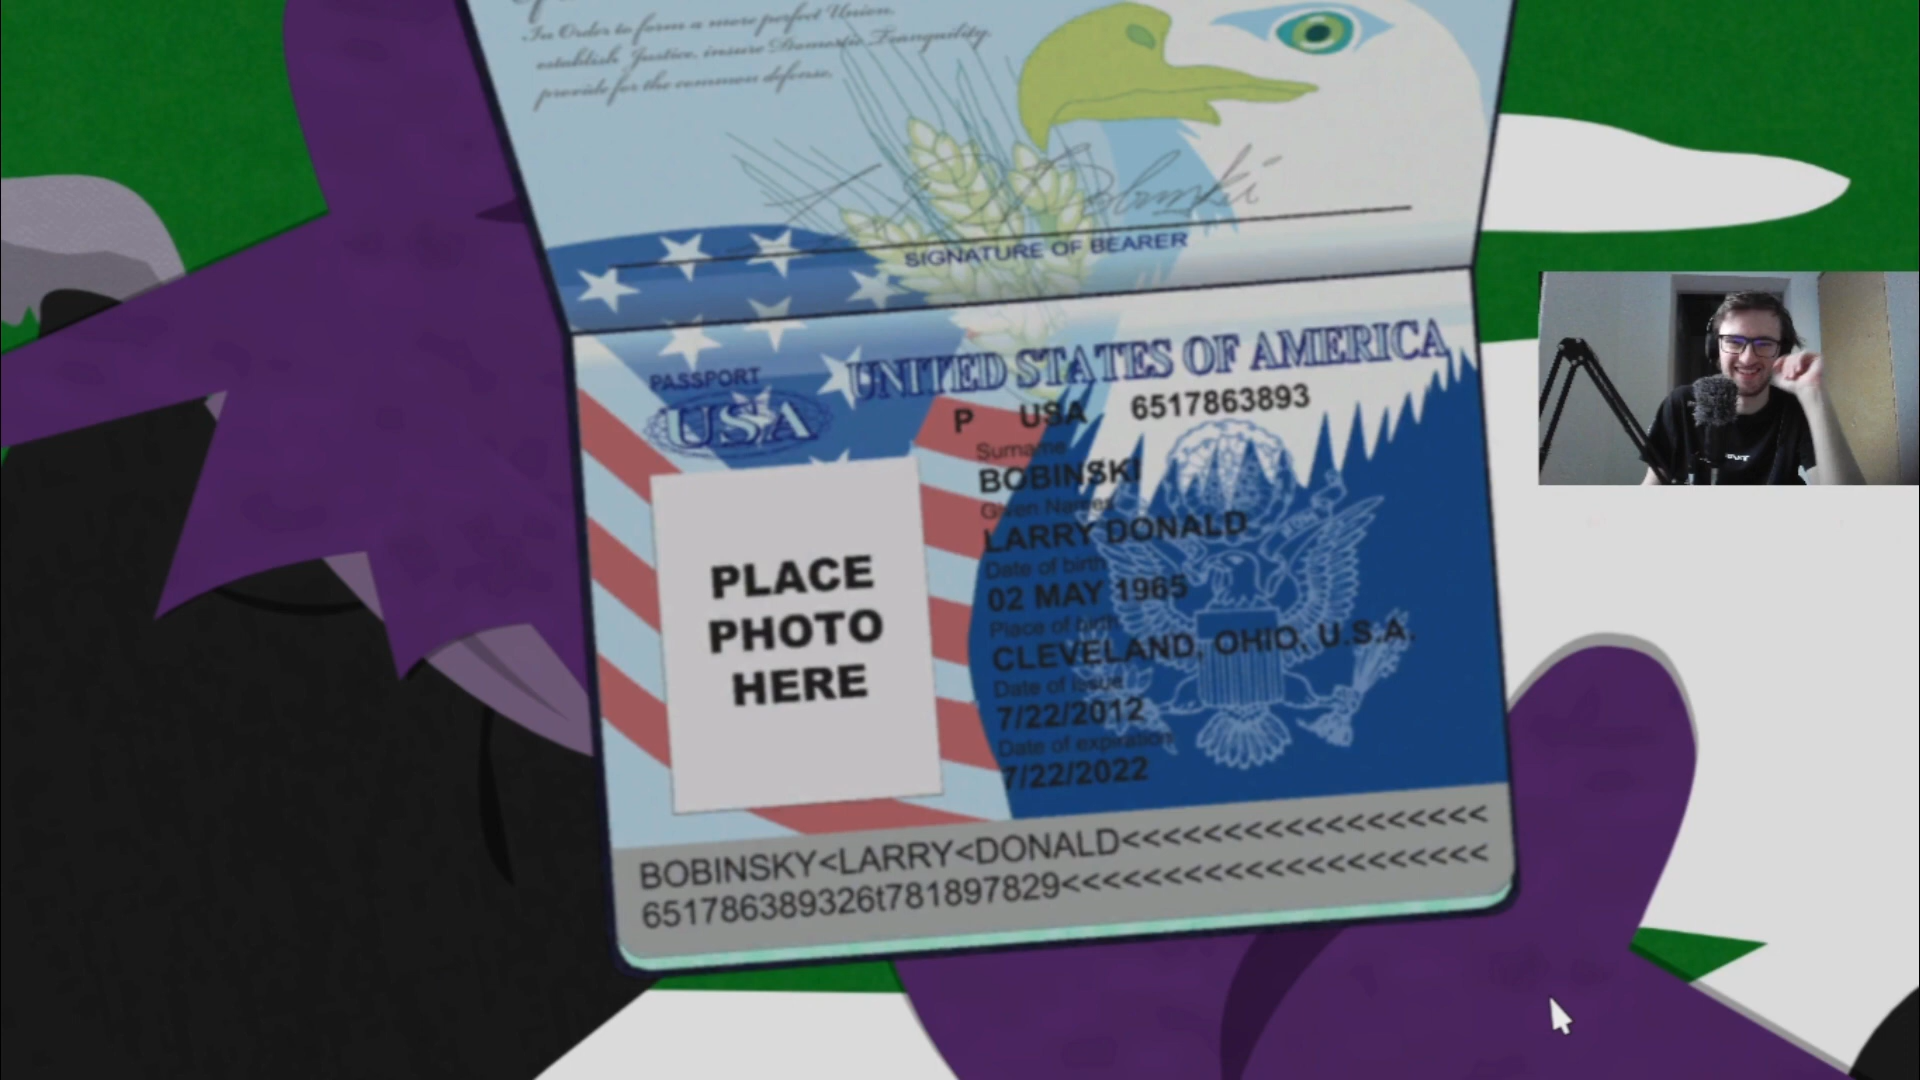 In Order to form a more perfect Union,
establish Justice, insure Domestic Tranquility,
provide for the common defense,
SIGNATURE OF BEARER
PASSPORT
USA
UNITED STATES OF AMERICA
P USA 6517863893
Surname
BOBINSKI
Given Names
LARRY DONALD
Date of birth
02 MAY 1965
Place of birth
CLEVELAND, OHIO, U.S.A.
Date of issue
7/22/2012
Date of expiration
7/22/2022
PLACE
PHOTO
HERE
BOBINSKY<LARRY<DONALD<<<<<<<<<<<<<<<<<<
651786389326t781897829<<<<<<<<<<<<<<<<<<<<<